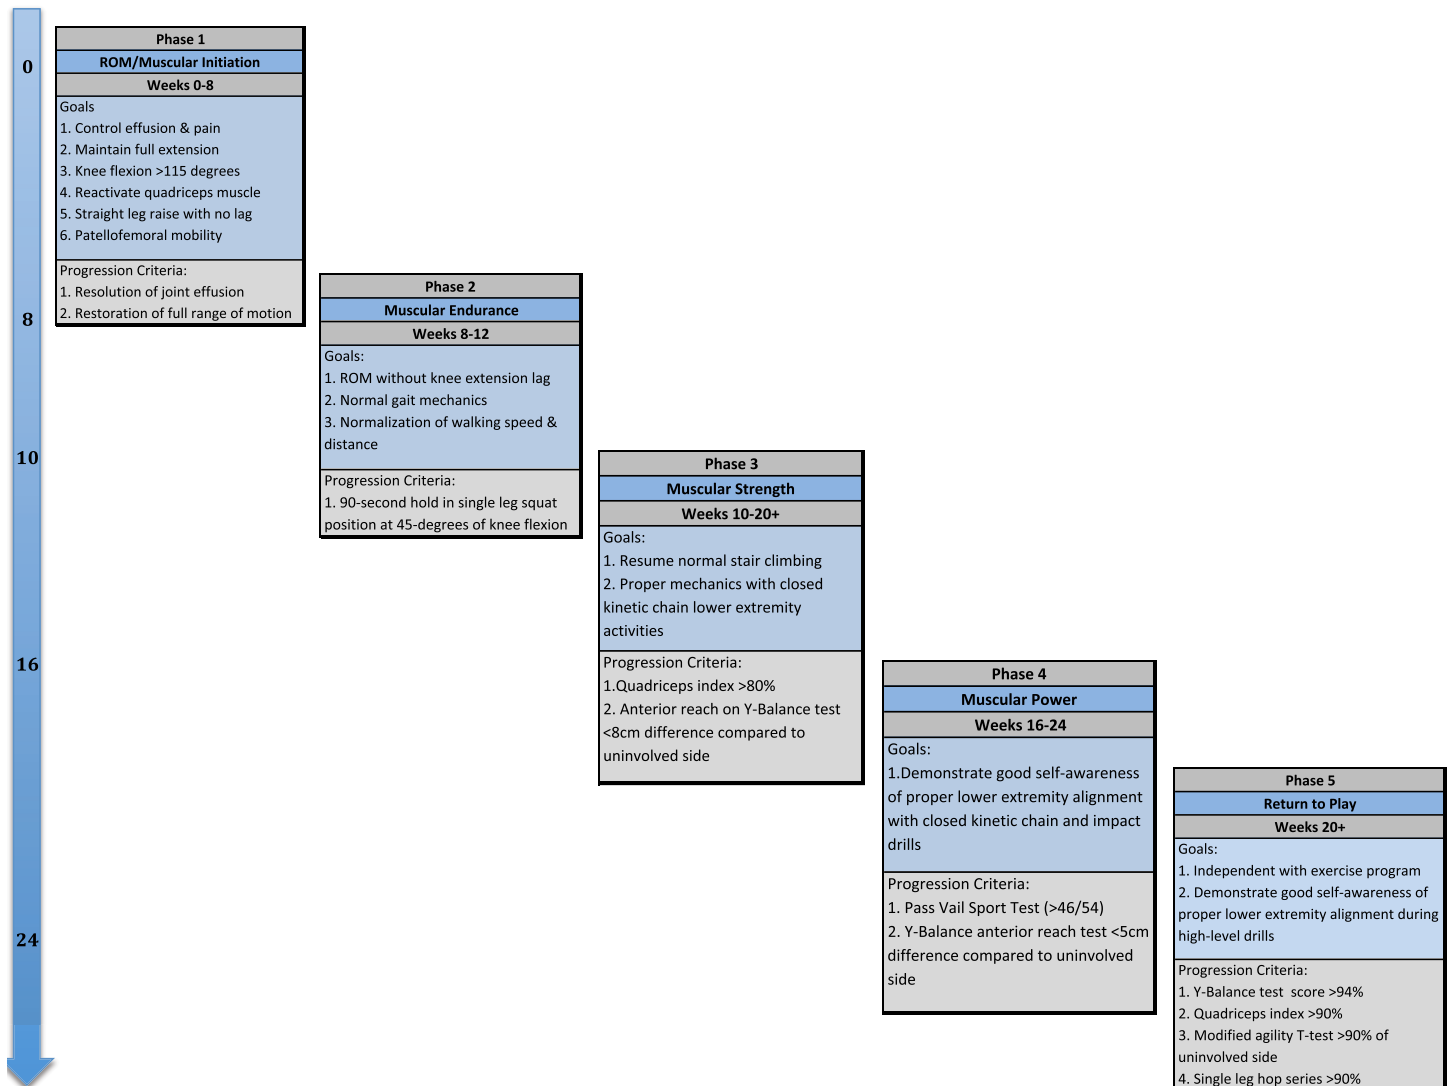 0
8
10
16
24
Phase 1
ROM/Muscular Initiation
Weeks 0-8
Goals
1. Control effusion & pain
2. Maintain full extension
3. Knee flexion >115 degrees
4. Reactivate quadriceps muscle
5. Straight leg raise with no lag
6. Patellofemoral mobility
Progression Criteria:
1. Resolution of joint effusion
2. Restoration of full range of motion
Phase 2
Muscular Endurance
Weeks 8-12
Goals:
1. ROM without knee extension lag
2. Normal gait mechanics
3. Normalization of walking speed &
distance
Progression Criteria:
1. 90-second hold in single leg squat
position at 45-degrees of knee flexion
Phase 3
Muscular Strength
Weeks 10-20+
Goals:
1. Resume normal stair climbing
2. Proper mechanics with closed
kinetic chain lower extremity
activities
Progression Criteria:
1.Quadriceps index >80%
2. Anterior reach on Y-Balance test
<8cm difference compared to
uninvolved side
Phase 4
Muscular Power
Weeks 16-24
Goals:
1.Demonstrate good self-awareness
of proper lower extremity alignment
with closed kinetic chain and impact
drills
Progression Criteria:
1. Pass Vail Sport Test (>46/54)
2. Y-Balance anterior reach test <5cm
difference compared to uninvolved
side
Phase 5
Return to Play
Weeks 20+
Goals:
1. Independent with exercise program
2. Demonstrate good self-awareness of
proper lower extremity alignment during
high-level drills
Progression Criteria:
1. Y-Balance test  score >94%
2. Quadriceps index >90%
3. Modified agility T-test >90% of
uninvolved side
4. Single leg hop series >90%